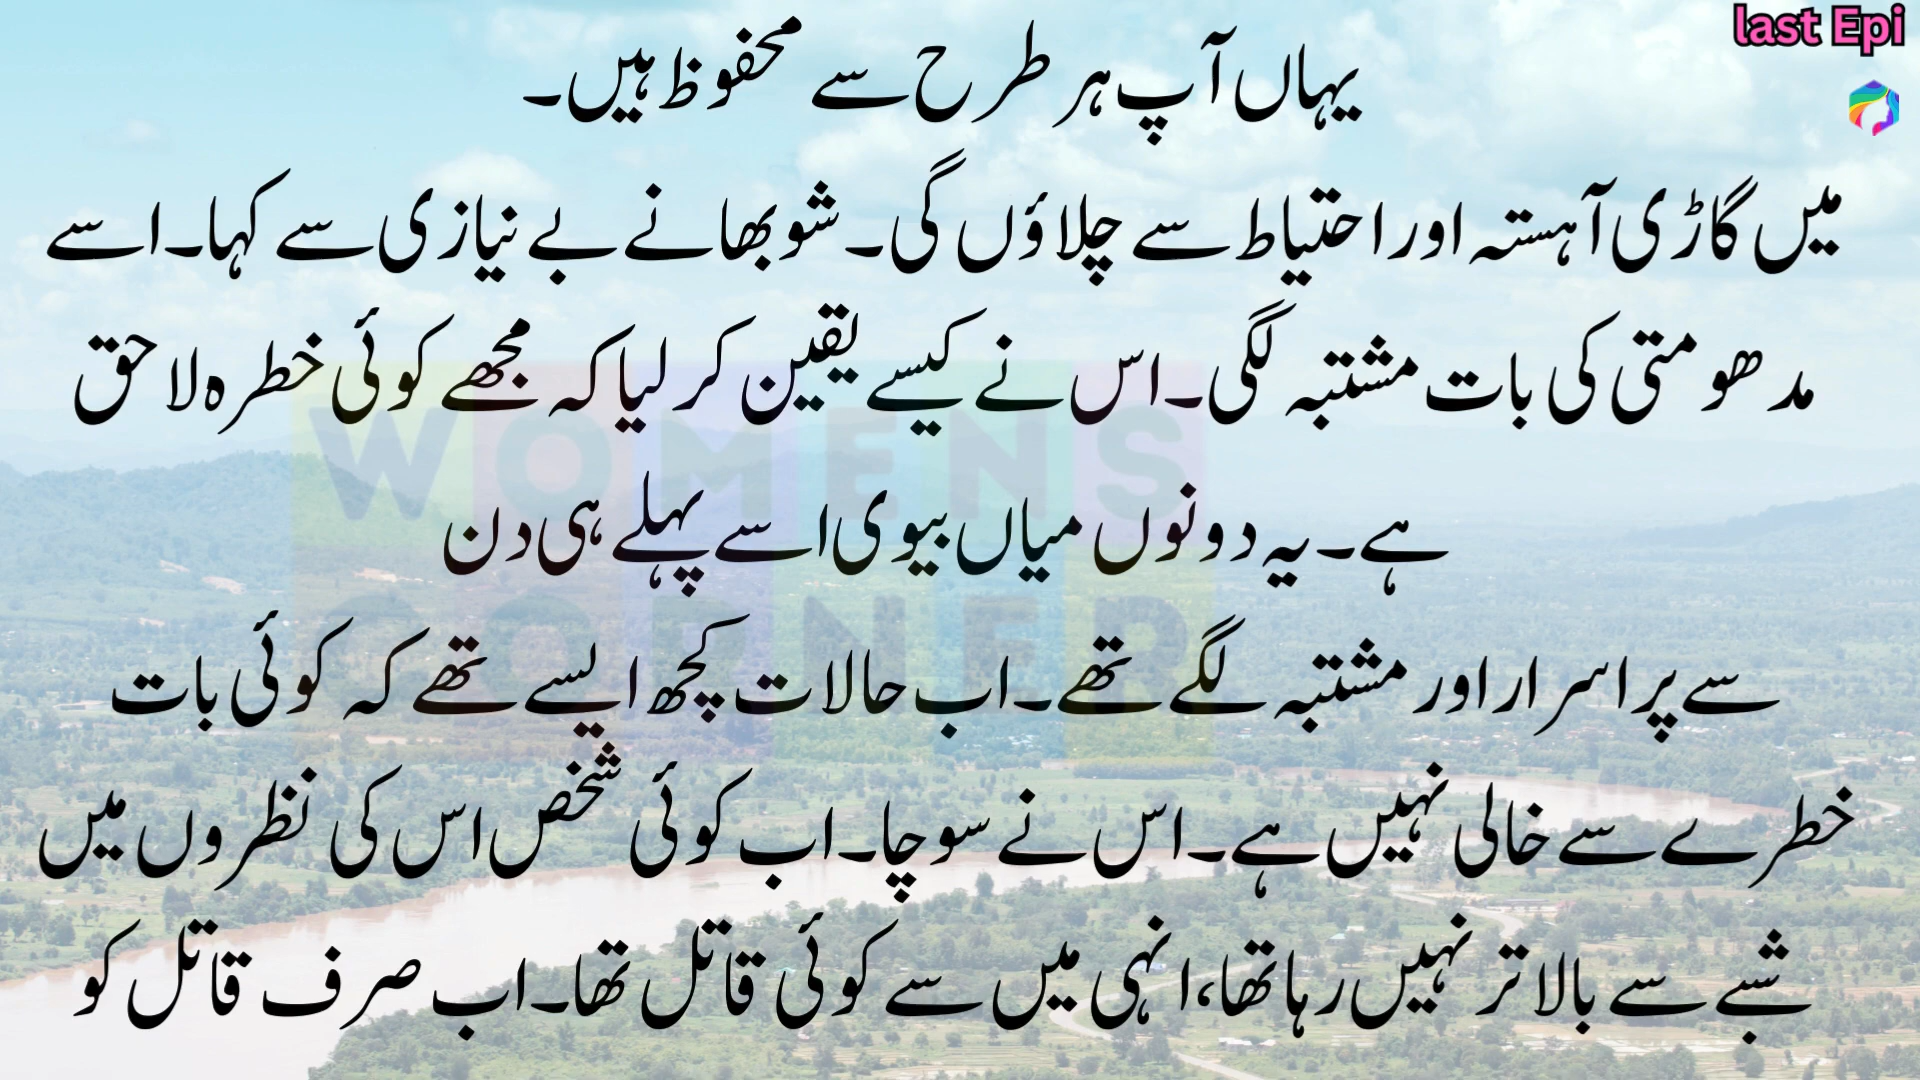 last Epi
یہاں آپ ہر طرح سے محفوظ ہیں۔
میں گاڑی آہستہ اور احتیاط سے چلاؤں گی۔ شوبھا نے بے نیازی سے کہا۔ اسے
مدھومتی کی بات مشتبہ لگی۔ اس نے کیسے یقین کر لیا کہ مجھے کوئی خطرہ لاحق
ہے۔ یہ دونوں میاں بیوی اسے پہلے ہی دن
سے پراسرار اور مشتبہ لگے تھے۔ اب حالات کچھ ایسے تھے کہ کوئی بات
خطرے سے خالی نہیں ہے۔ اس نے سوچا۔ اب کوئی شخص اس کی نظروں میں
شبے سے بالاتر نہیں رہا تھا، انہی میں سے کوئی قاتل تھا۔ اب صرف قاتل کو
WOMENS
CORNER